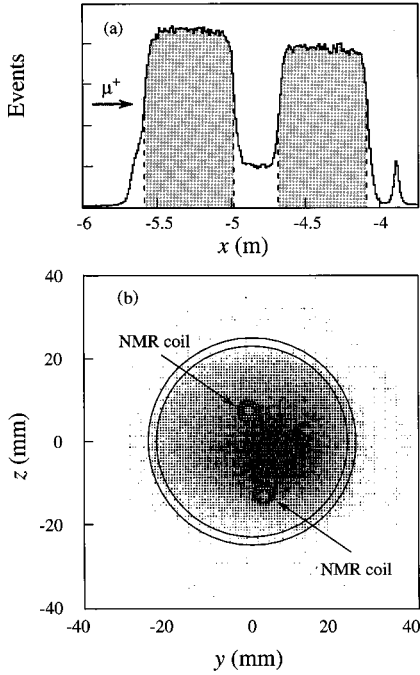 (a)
Events
μ+
-6 -5.5 -5 -4.5 -4
x (m)
(b)
40
20
0
-20
-40
z (mm)
NMR coil
NMR coil
-40 -20 0 20 40
y (mm)